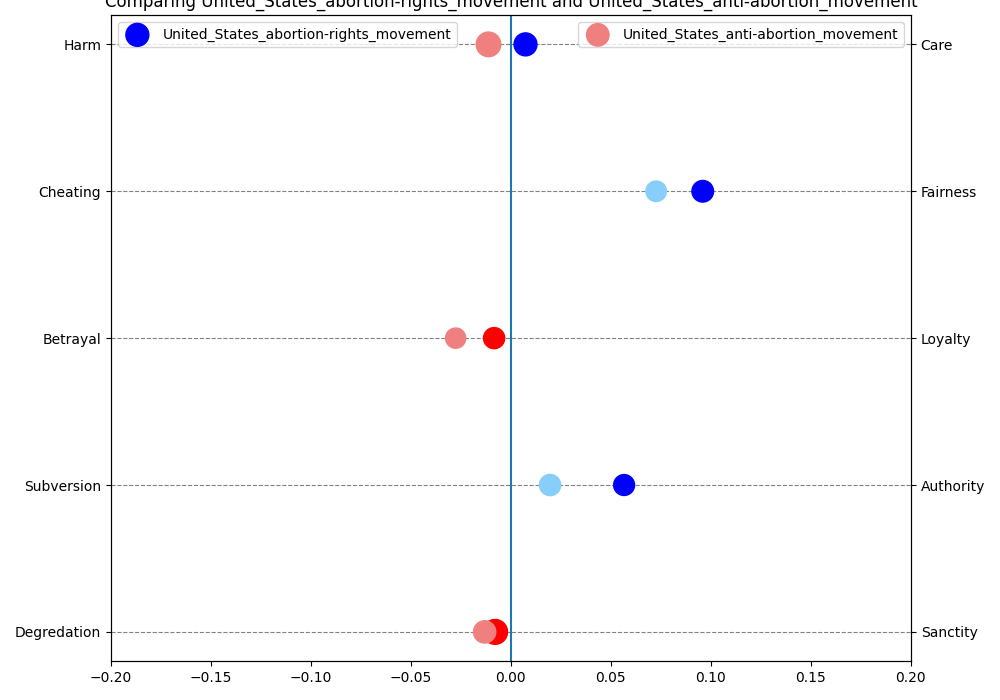 Comparing United_States_abortion-rights_movement and United_States_anti-abortion_movement
United_States_abortion-rights_movement United_States_anti-abortion_movement
Harm Care
Cheating Fairness
Betrayal Loyalty
Subversion Authority
Degredation Sanctity
−0.20 −0.15 −0.10 −0.05 0.00 0.05 0.10 0.15 0.20